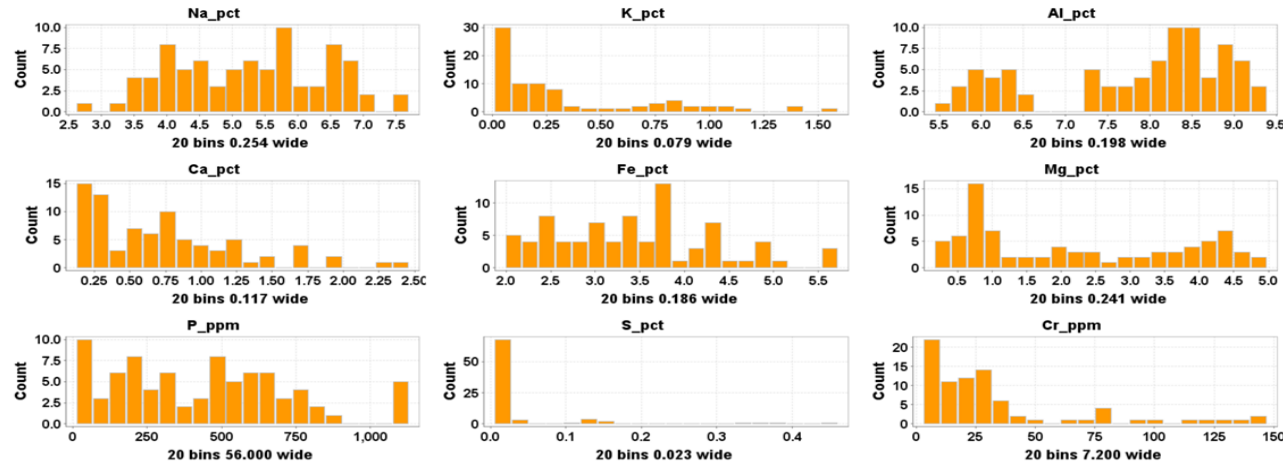 Na_pct
K_pct
Al_pct
10.0
7.5
5.0
2.5
0.0
Count
2.5 3.0 3.5 4.0 4.5 5.0 5.5 6.0 6.5 7.0 7.5
20 bins 0.254 wide
30
20
10
0
Count
0.00 0.25 0.50 0.75 1.00 1.25 1.50
20 bins 0.079 wide
10.0
7.5
5.0
2.5
0.0
Count
5.5 6.0 6.5 7.0 7.5 8.0 8.5 9.0 9.5
20 bins 0.198 wide
Ca_pct
Fe_pct
Mg_pct
15
10
5
0
Count
0.25 0.50 0.75 1.00 1.25 1.50 1.75 2.00 2.25 2.50
20 bins 0.117 wide
10
5
0
Count
2.0 2.5 3.0 3.5 4.0 4.5 5.0 5.5
20 bins 0.186 wide
15
10
5
0
Count
0.5 1.0 1.5 2.0 2.5 3.0 3.5 4.0 4.5 5.0
20 bins 0.241 wide
P_ppm
S_pct
Cr_ppm
10.0
7.5
5.0
2.5
0.0
Count
0 250 500 750 1,000
20 bins 56.000 wide
50
25
0
Count
0.0 0.1 0.2 0.3 0.4
20 bins 0.023 wide
20
15
10
5
0
Count
25 50 75 100 125 150
20 bins 7.200 wide